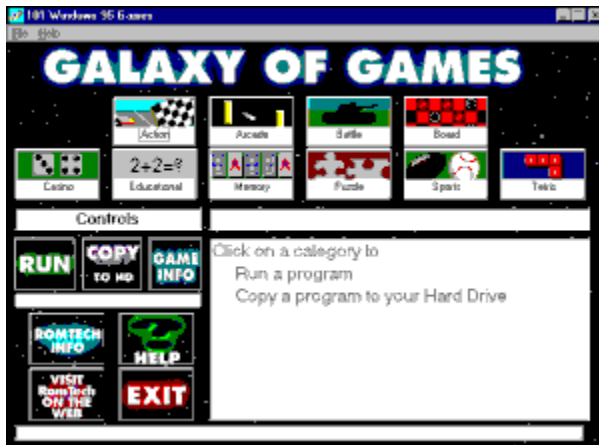 101 Windows 95 Games
File Help
GALAXY OF GAMES
Action Arcade Battle Board
2+2=?
Casino Educational Memory Puzzle Sports Tetris
Controls
RUN COPY TO HD GAME INFO
Click on a category to
Run a program
Copy a program to your Hard Drive
ROMTECH INFO HELP
VISIT RomTech ON THE WEB EXIT